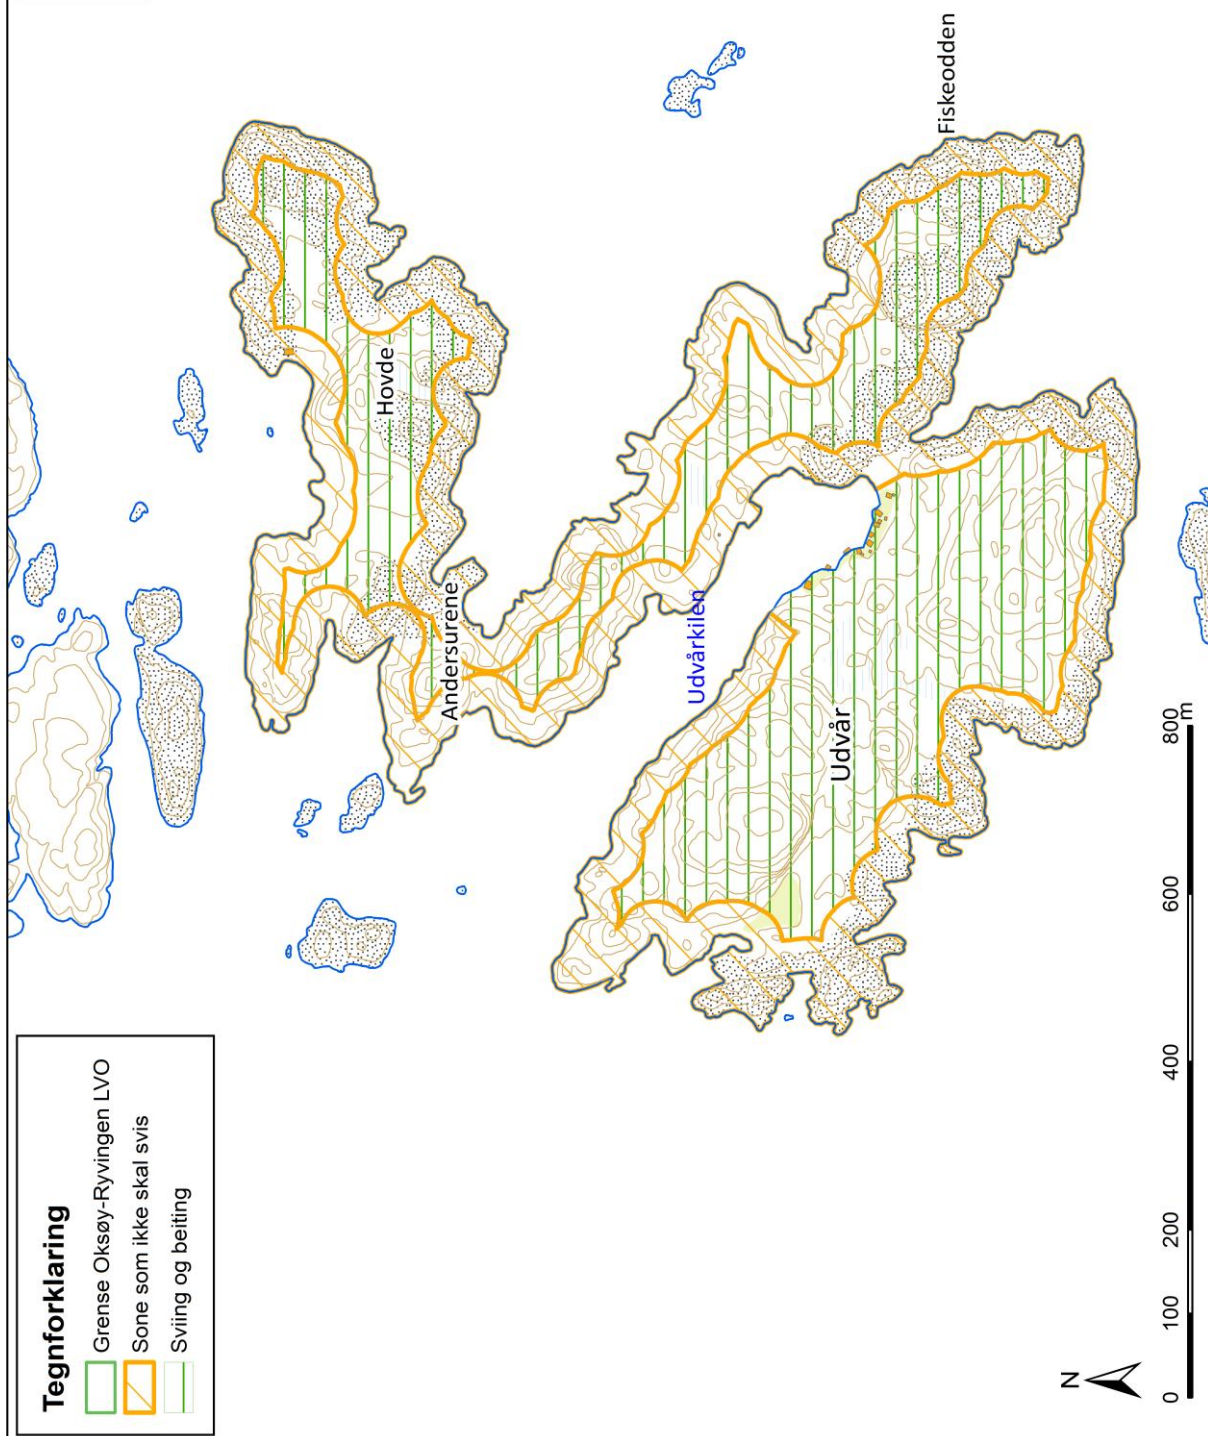 Tegnforklaring
Grense Oksøy-Ryvingen LVO
Sone som ikke skal svis
Sviing og beiting
Hovde
Andersurene
Udvårkilen
Udvår
Fiskeodden
N
0 100 200 400 600 800
m